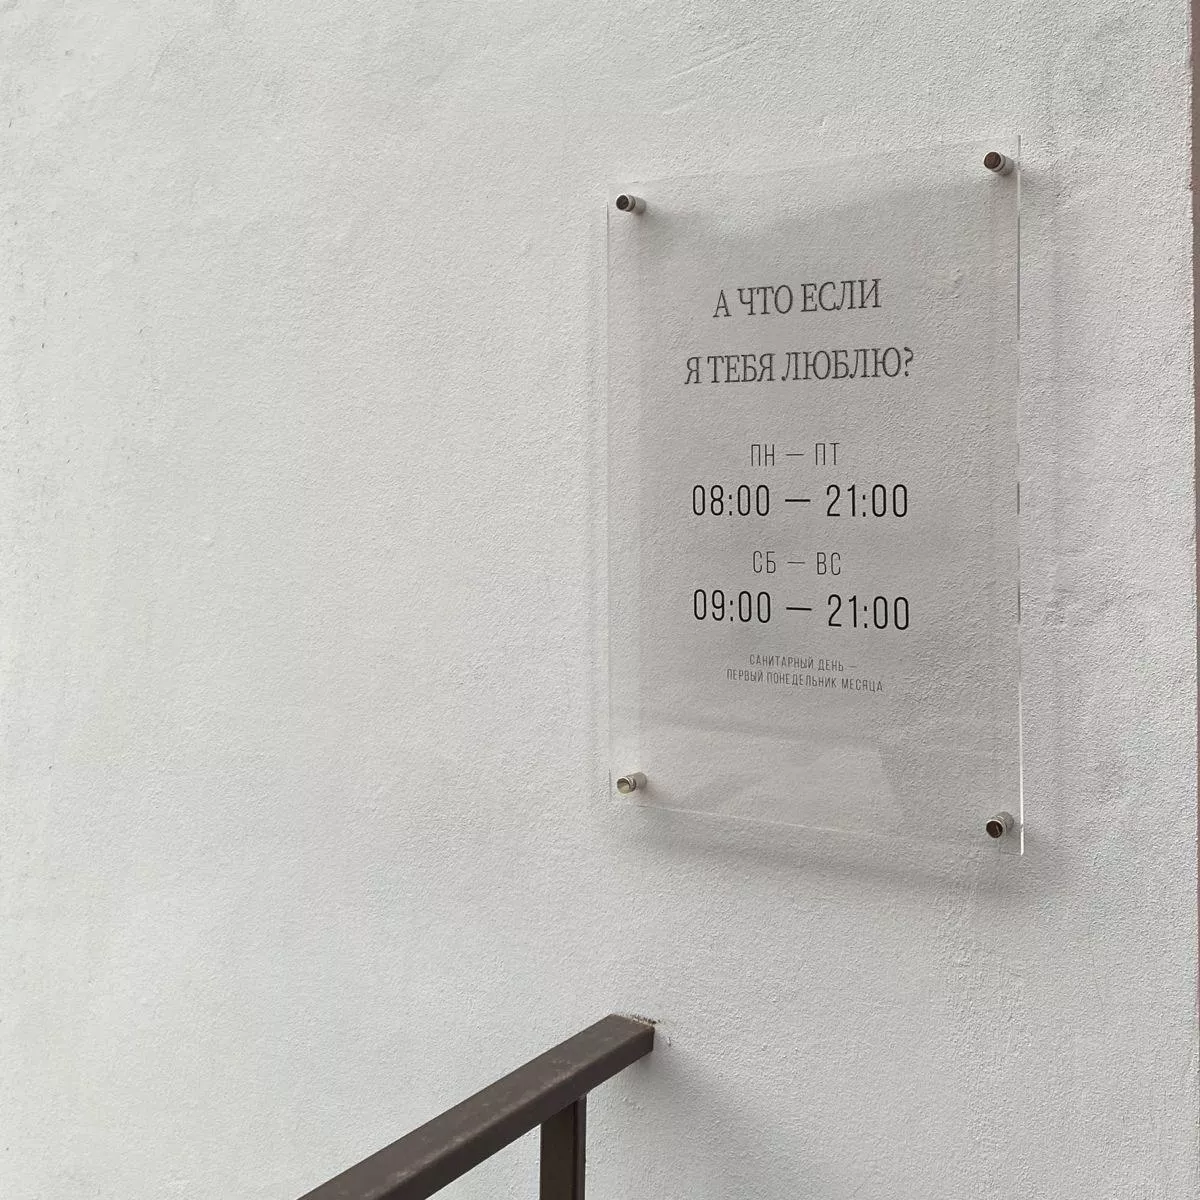 А ЧТО ЕСЛИ
Я ТЕБЯ ЛЮБЛЮ?
ПН — ПТ
08:00 — 21:00
СБ — ВС
09:00 — 21:00
САНИТАРНЫЙ ДЕНЬ —
ПЕРВЫЙ ПОНЕДЕЛЬНИК МЕСЯЦА